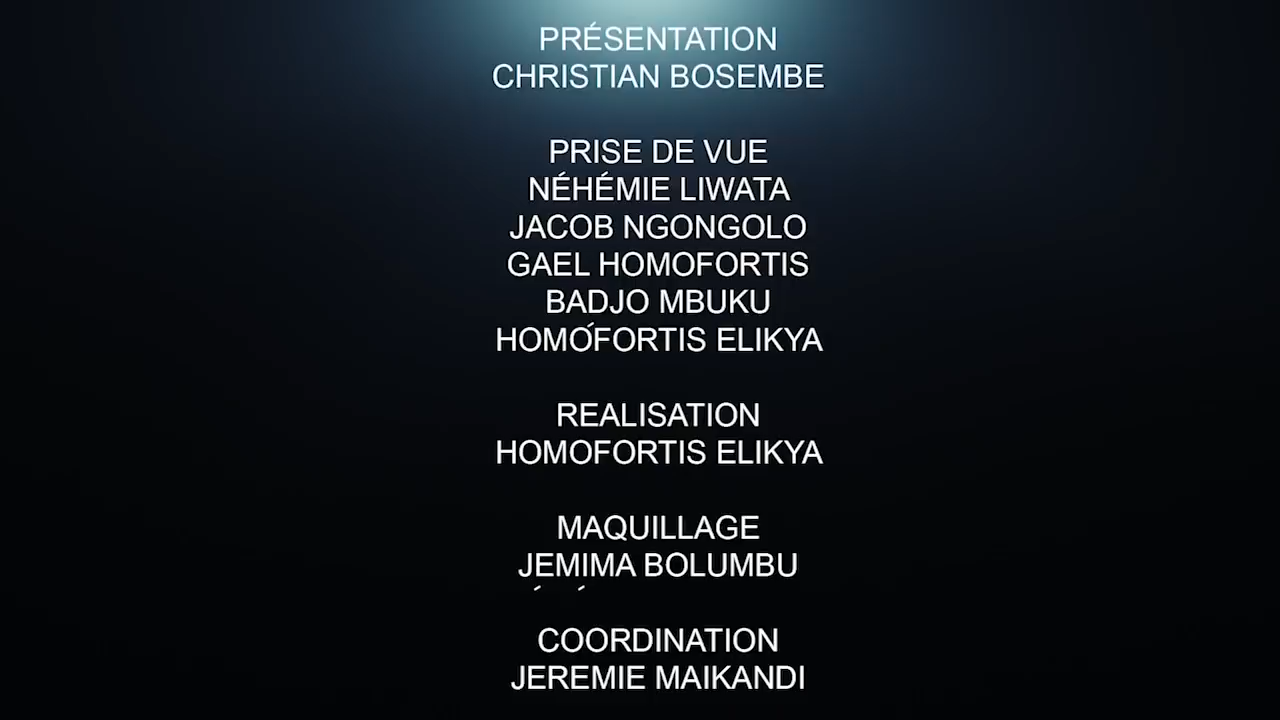 PRÉSENTATION
CHRISTIAN BOSEMBE
PRISE DE VUE
NÉHÉMIE LIWATA
JACOB NGONGOLO
GAEL HOMOFORTIS
BADJO MBUKU
HOMOFORTIS ELIKYA
REALISATION
HOMOFORTIS ELIKYA
MAQUILLAGE
JEMIMA BOLUMBU
COORDINATION
JEREMIE MAIKANDI